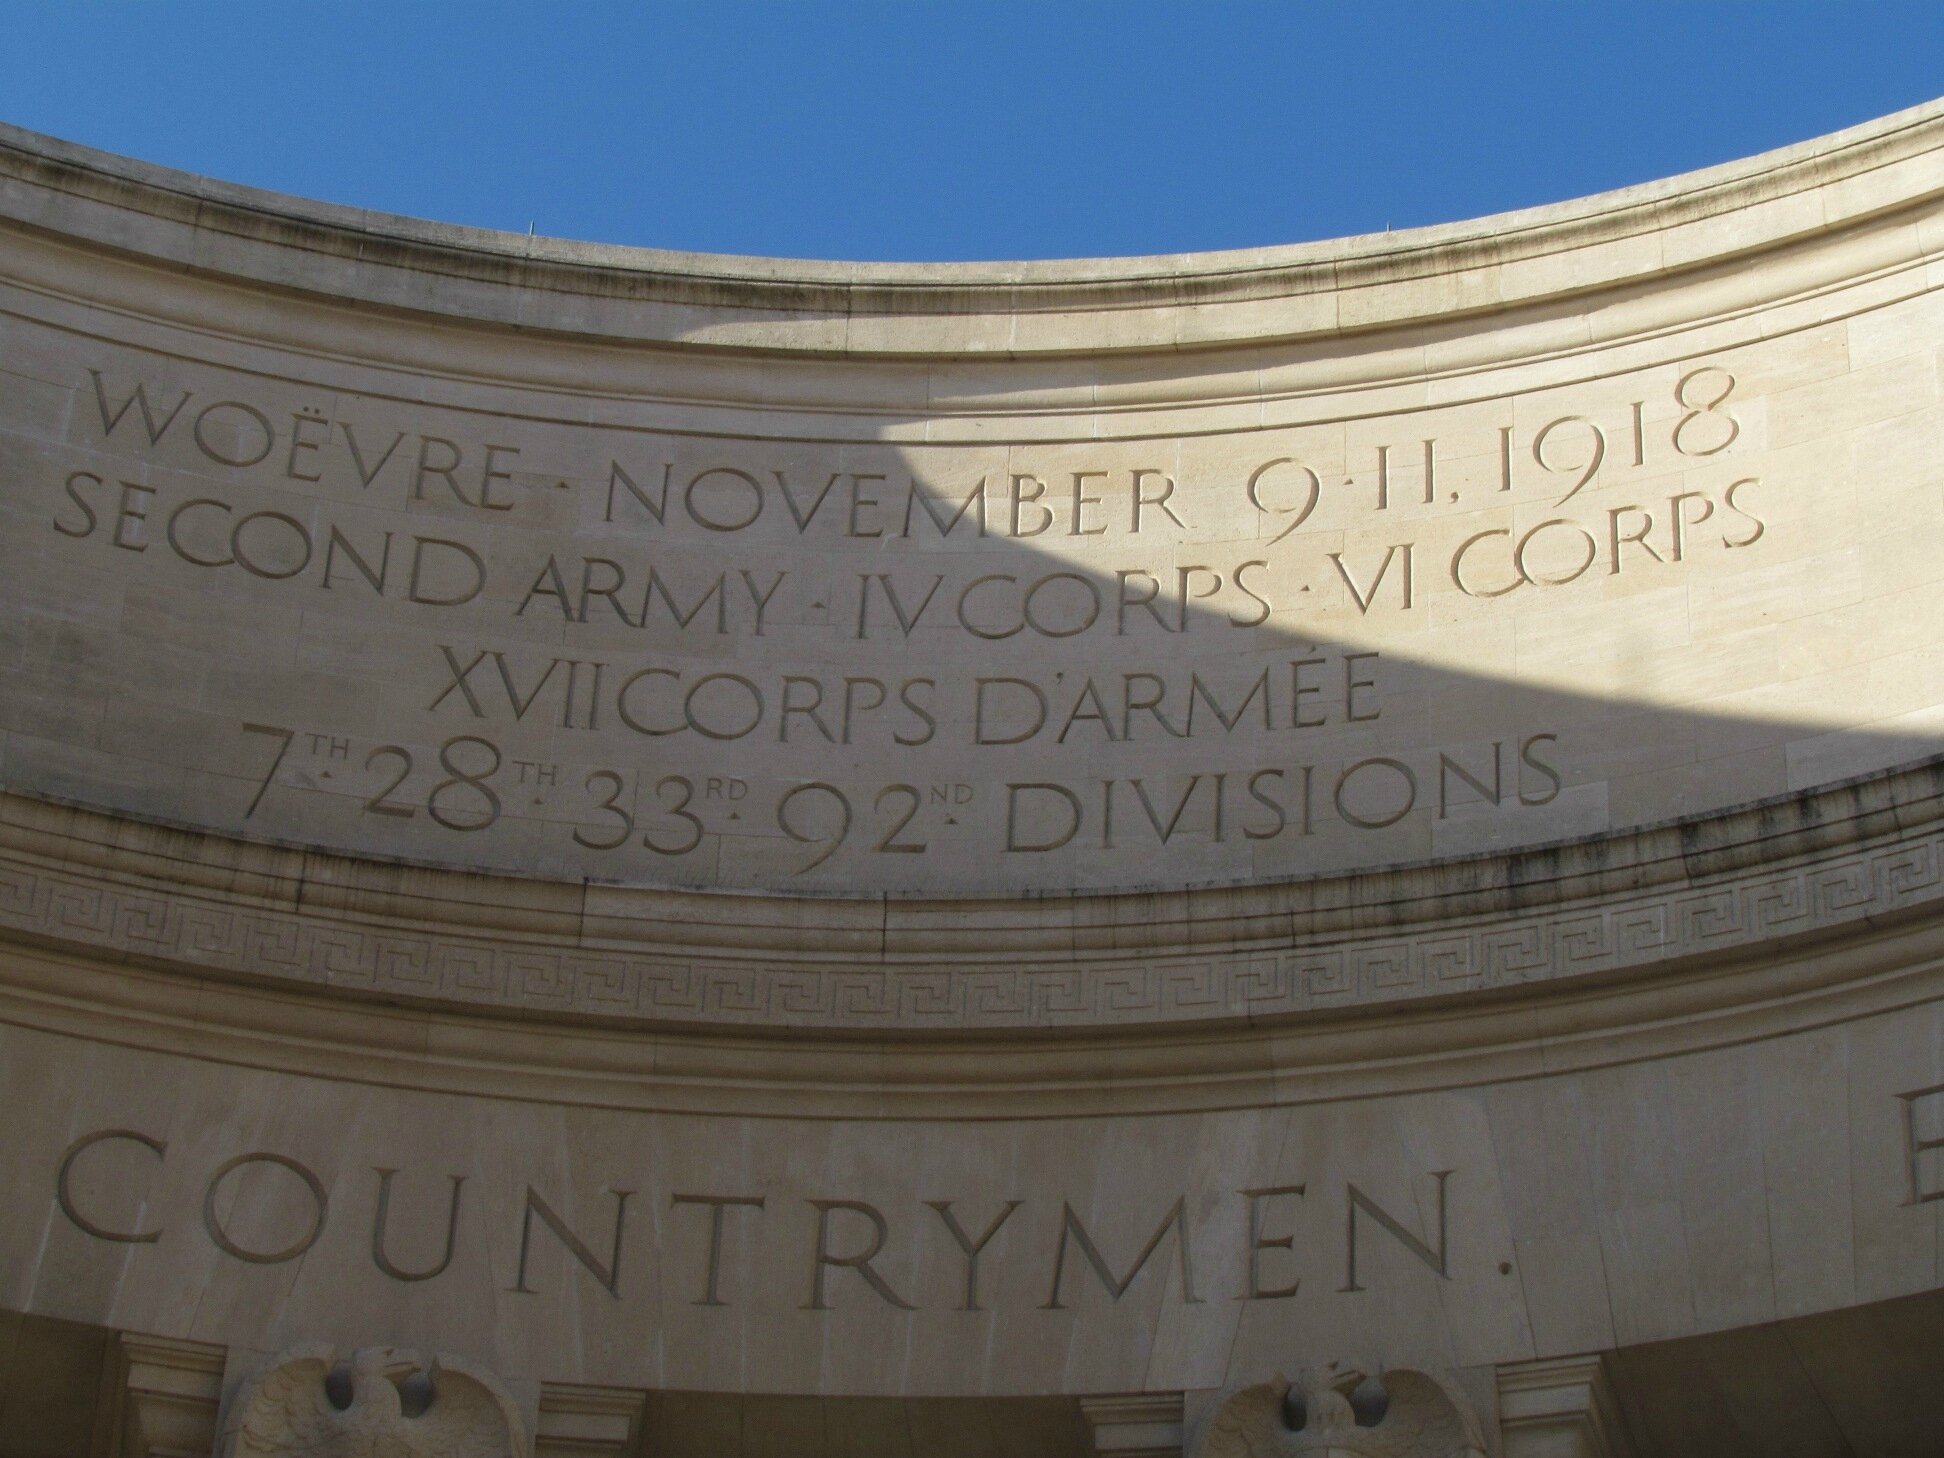 WOËVRE · NOVEMBER 9·11, 1918
SECOND ARMY · IV CORPS · VI CORPS
XVII CORPS D'ARMÉE
7TH · 28TH · 33RD · 92ND · DIVISIONS
COUNTRYMEN.